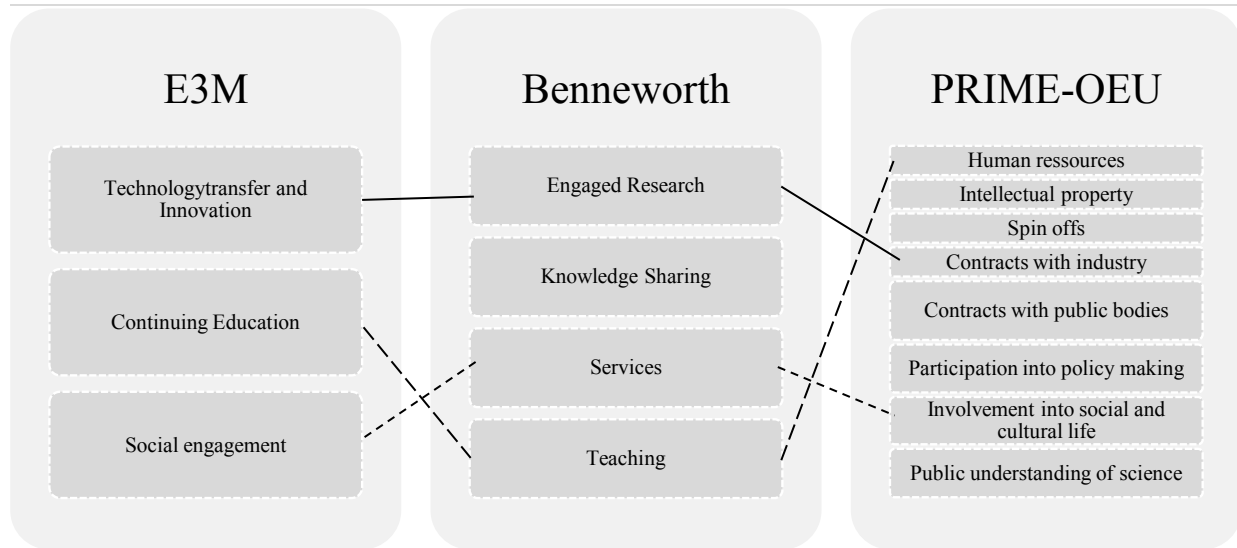 E3M
Technologytransfer and
Innovation
Continuing Education
Social engagement
Benneworth
Engaged Research
Knowledge Sharing
Services
Teaching
PRIME-OEU
Human ressources
Intellectual property
Spin offs
Contracts with industry
Contracts with public bodies
Participation into policy making
Involvement into social and
cultural life
Public understanding of science